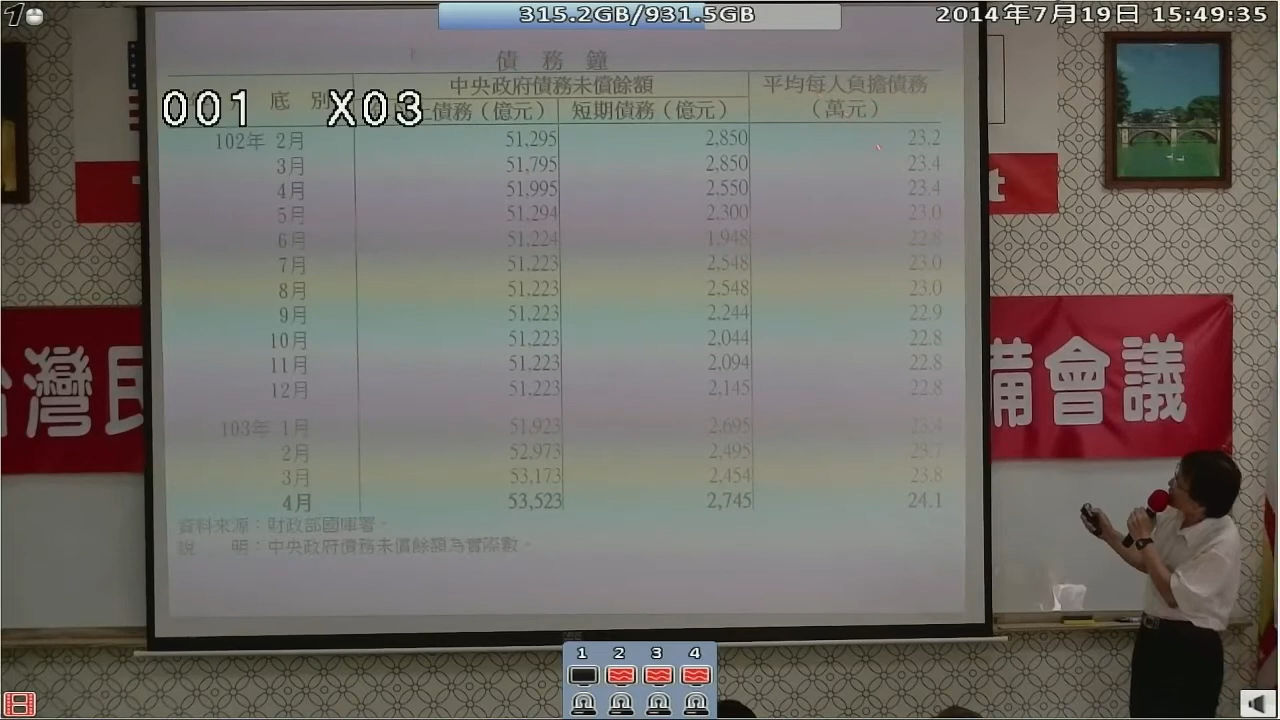 315.2GB/931.5GB
2014年7月19日 15:49:35
債務鐘
底別
中央政府債務未償餘額
平均每人負擔債務
(萬元)
債務(億元)
短期債務(億元)
001 X03
102年 2月 51,295 2,850 23.2
3月 51,795 2,850 23.4
4月 51,995 2,550 23.4
5月 51,294 2,300 23.0
6月 51,224 1,948 22.8
7月 51,223 2,548 23.0
8月 51,223 2,548 23.0
9月 51,223 2,244 22.9
10月 51,223 2,044 22.8
11月 51,223 2,094 22.8
12月 51,223 2,145 22.8
103年 1月 51,923 2,695 23.4
2月 52,973 2,495 23.7
3月 53,173 2,454 23.8
4月 53,523 2,745 24.1
資料來源:財政部國庫署。
說明:中央政府債務未償餘額為實際數。
t
台灣民
備會議
1 2 3 4